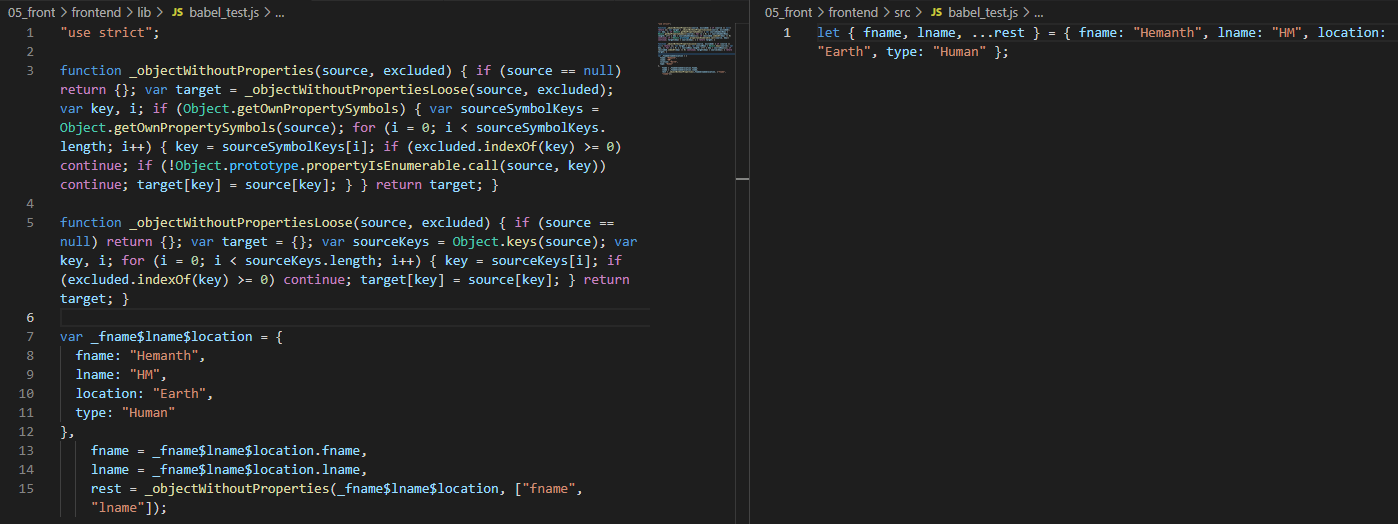 05_front > frontend > lib > JS babel_test.js > ...
1 "use strict";
2
3 function _objectWithoutProperties(source, excluded) { if (source == null)
return {}; var target = _objectWithoutPropertiesLoose(source, excluded);
var key, i; if (Object.getOwnPropertySymbols) { var sourceSymbolKeys =
Object.getOwnPropertySymbols(source); for (i = 0; i < sourceSymbolKeys.
length; i++) { key = sourceSymbolKeys[i]; if (excluded.indexOf(key) >= 0)
continue; if (!Object.prototype.propertyIsEnumerable.call(source, key))
continue; target[key] = source[key]; } } return target; }
4
5 function _objectWithoutPropertiesLoose(source, excluded) { if (source ==
null) return {}; var target = {}; var sourceKeys = Object.keys(source); var
key, i; for (i = 0; i < sourceKeys.length; i++) { key = sourceKeys[i]; if
(excluded.indexOf(key) >= 0) continue; target[key] = source[key]; } return
target; }
6
7 var _fname$lname$location = {
8 fname: "Hemanth",
9 lname: "HM",
10 location: "Earth",
11 type: "Human"
12 },
13 fname = _fname$lname$location.fname,
14 lname = _fname$lname$location.lname,
15 rest = _objectWithoutProperties(_fname$lname$location, ["fname",
"lname"]);
05_front > frontend > src > JS babel_test.js > ...
1 let { fname, lname, ...rest } = { fname: "Hemanth", lname: "HM", location:
"Earth", type: "Human" };